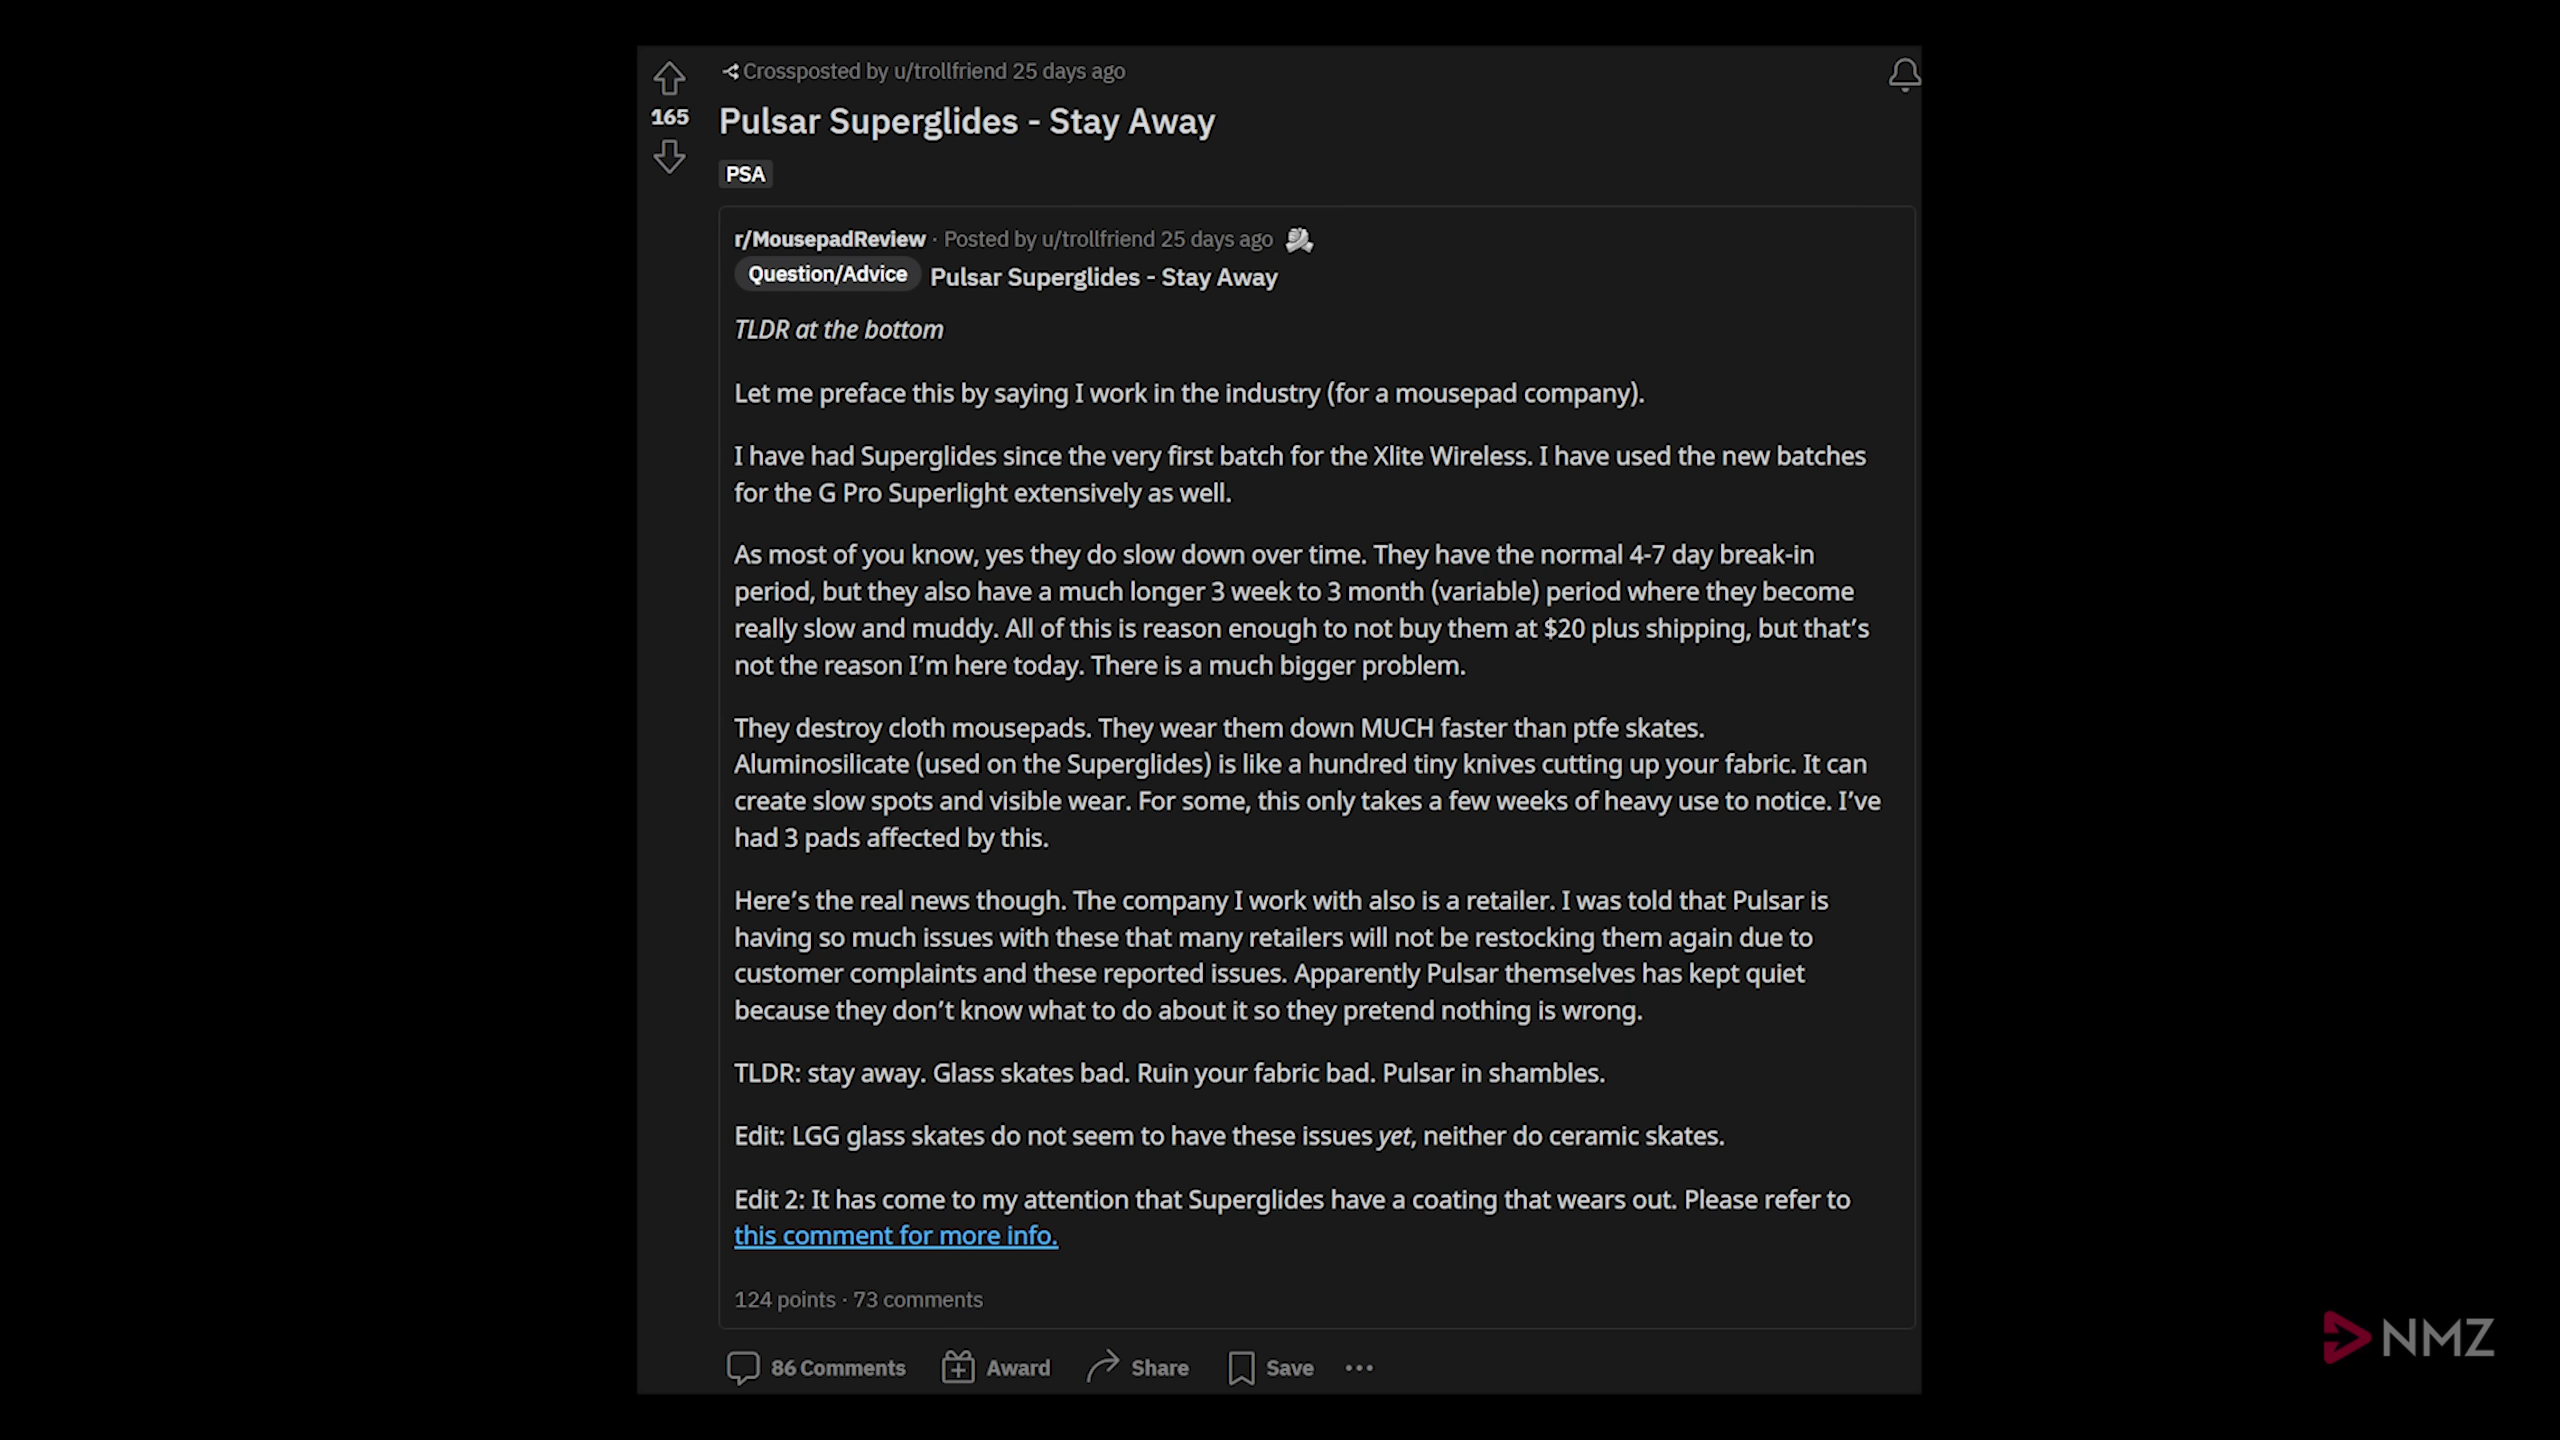 Crossposted by u/trollfriend 25 days ago
165
Pulsar Superglides - Stay Away
PSA
r/MousepadReview · Posted by u/trollfriend 25 days ago
Question/Advice Pulsar Superglides - Stay Away
TLDR at the bottom
Let me preface this by saying I work in the industry (for a mousepad company).
I have had Superglides since the very first batch for the Xlite Wireless. I have used the new batches
for the G Pro Superlight extensively as well.
As most of you know, yes they do slow down over time. They have the normal 4-7 day break-in
period, but they also have a much longer 3 week to 3 month (variable) period where they become
really slow and muddy. All of this is reason enough to not buy them at $20 plus shipping, but that's
not the reason I'm here today. There is a much bigger problem.
They destroy cloth mousepads. They wear them down MUCH faster than ptfe skates.
Aluminosilicate (used on the Superglides) is like a hundred tiny knives cutting up your fabric. It can
create slow spots and visible wear. For some, this only takes a few weeks of heavy use to notice. I've
had 3 pads affected by this.
Here's the real news though. The company I work with also is a retailer. I was told that Pulsar is
having so much issues with these that many retailers will not be restocking them again due to
customer complaints and these reported issues. Apparently Pulsar themselves has kept quiet
because they don't know what to do about it so they pretend nothing is wrong.
TLDR: stay away. Glass skates bad. Ruin your fabric bad. Pulsar in shambles.
Edit: LGG glass skates do not seem to have these issues yet, neither do ceramic skates.
Edit 2: It has come to my attention that Superglides have a coating that wears out. Please refer to
this comment for more info.
124 points · 73 comments
86 Comments Award Share Save
NMZ